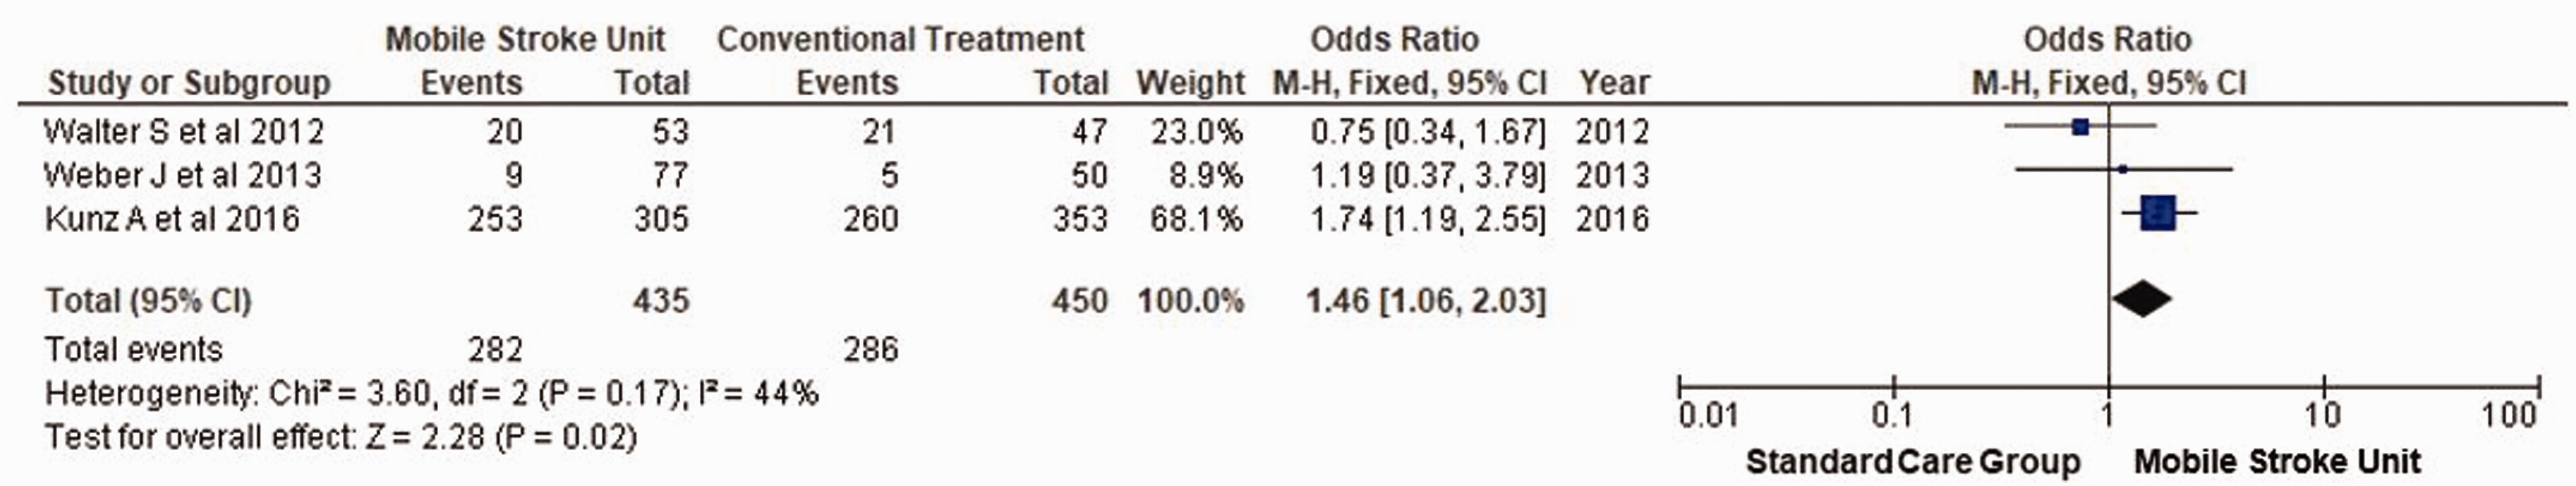 Mobile Stroke Unit Conventional Treatment Odds Ratio Odds Ratio
Study or Subgroup Events Total Events Total Weight M-H, Fixed, 95% CI Year M-H, Fixed, 95% CI
Walter S et al 2012 20 53 21 47 23.0% 0.75 [0.34, 1.67] 2012
Weber J et al 2013 9 77 5 50 8.9% 1.19 [0.37, 3.79] 2013
Kunz A et al 2016 253 305 260 353 68.1% 1.74 [1.19, 2.55] 2016
Total (95% CI) 435 450 100.0% 1.46 [1.06, 2.03]
Total events 282 286
Heterogeneity: Chi² = 3.60, df = 2 (P = 0.17); I² = 44%
Test for overall effect: Z = 2.28 (P = 0.02)
0.01 0.1 1 10 100
Standard Care Group Mobile Stroke Unit